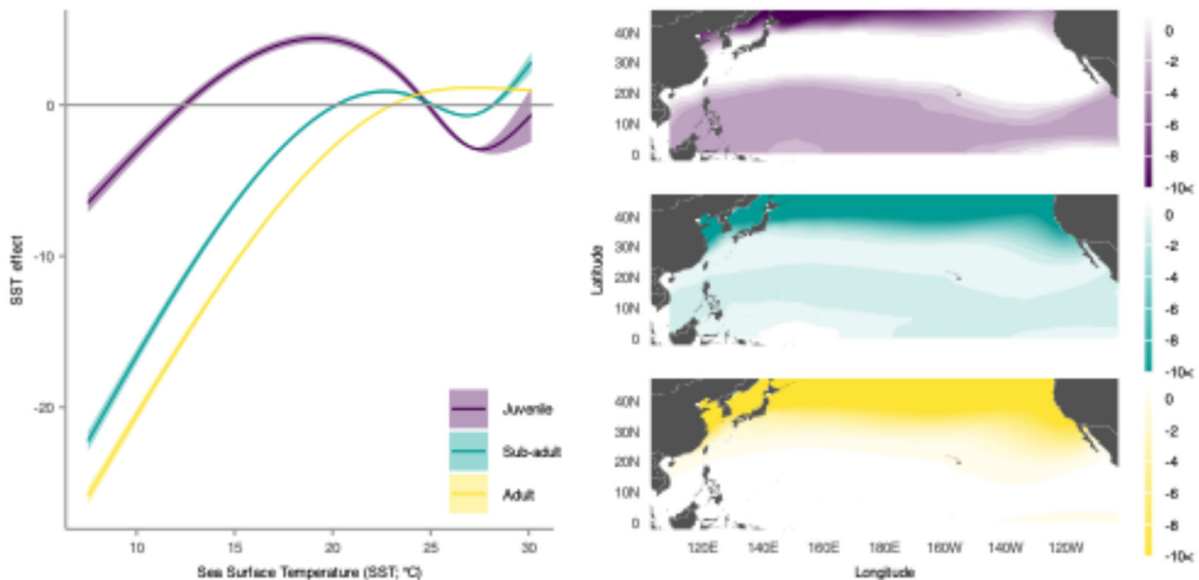 0
-10
-20
SST effect
10
15
20
25
30
Sea Surface Temperature (SST; °C)
Juvenile
Sub-adult
Adult
40N
30N
20N
10N
0
0
-2
-4
-6
-8
-10<
40N
30N
20N
10N
0
0
-2
-4
-6
-8
-10<
40N
30N
20N
10N
0
0
-2
-4
-6
-8
-10<
Latitude
120E
140E
160E
180E
160W
140W
120W
Longitude